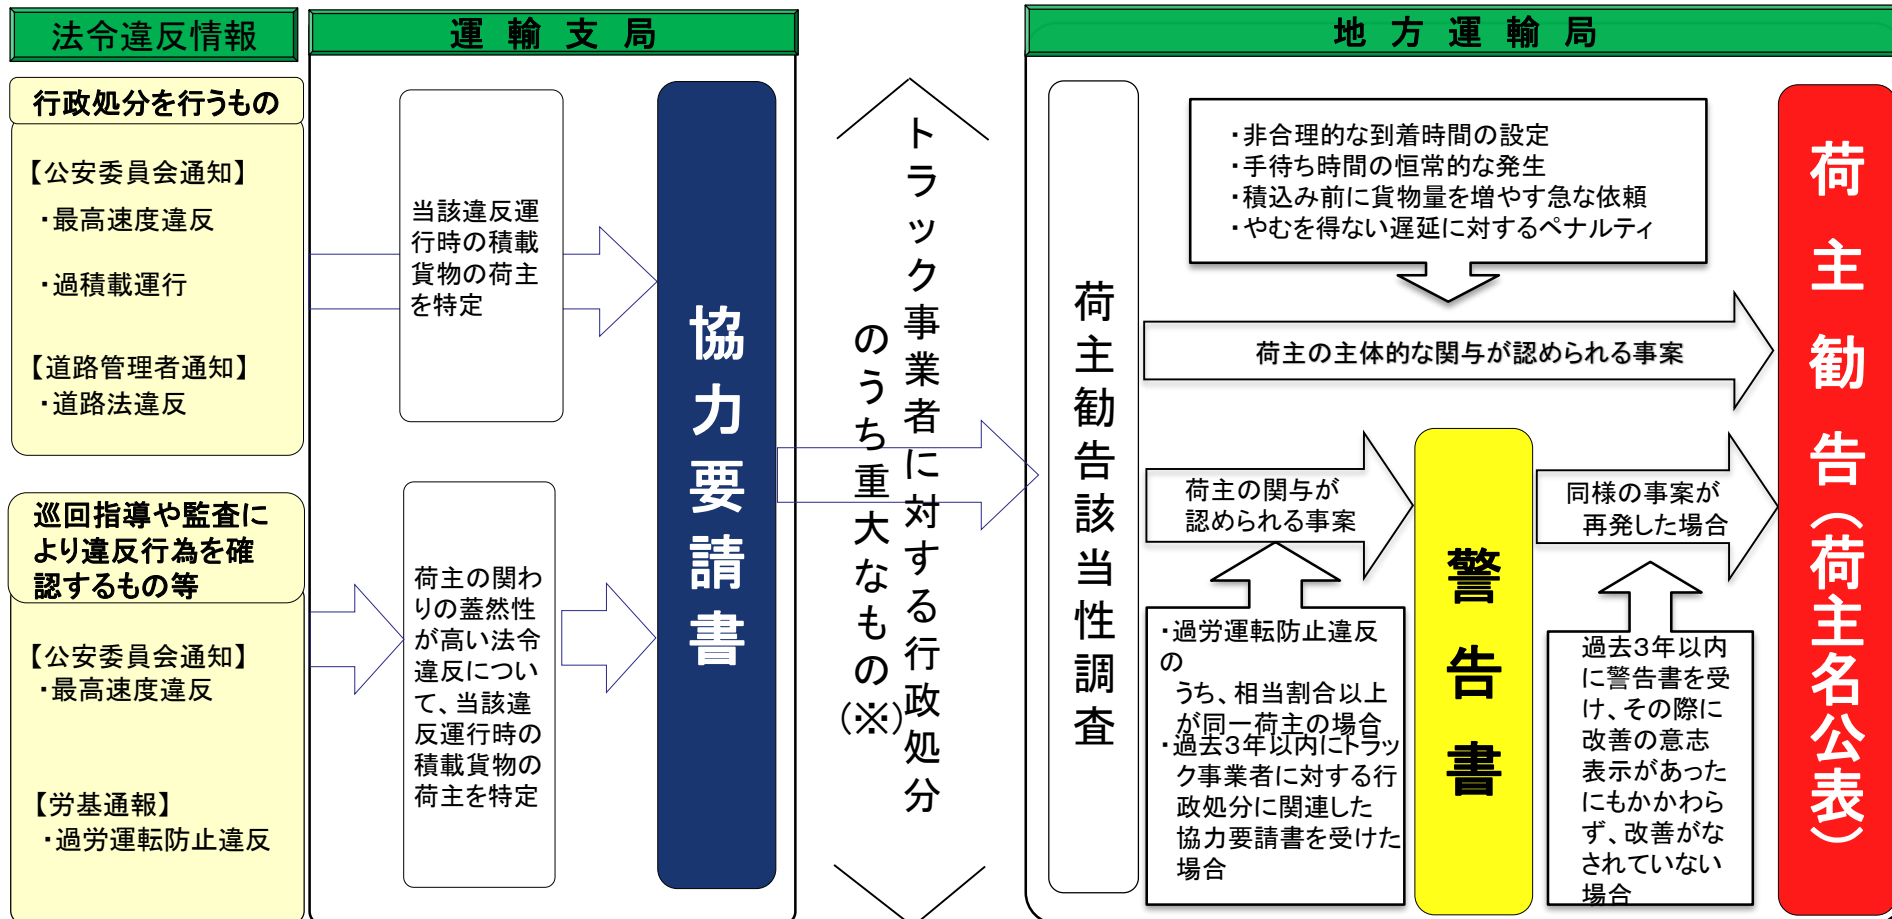 法令違反情報
行政処分を行うもの
【公安委員会通知】
・最高速度違反
・過積載運行
【道路管理者通知】
・道路法違反
巡回指導や監査に
より違反行為を確
認するもの等
【公安委員会通知】
・最高速度違反
【労基通報】
・過労運転防止違反
運輸支局
当該違反運
行時の積載
貨物の荷主
を特定
荷主の関わ
りの蓋然性
が高い法令
違反につい
て、当該違
反運行時の
積載貨物の
荷主を特定
協力要請書
トラック事業者に対する行政処分
のうち重大なもの(※)
地方運輸局
荷主勧告該当性調査
・非合理的な到着時間の設定
・手待ち時間の恒常的な発生
・積込み前に貨物量を増やす急な依頼
・やむを得ない遅延に対するペナルティ
荷主の主体的な関与が認められる事案
荷主の関与が
認められる事案
・過労運転防止違反
の
うち、相当割合以上
が同一荷主の場合
・過去3年以内にトラッ
ク事業者に対する行
政処分に関連した
協力要請書を受けた
場合
警告書
同様の事案が
再発した場合
過去3年以内
に警告書を受
け、その際に
改善の意志
表示があった
にもかかわら
ず、改善がな
されていない
場合
荷主勧告(荷主名公表)